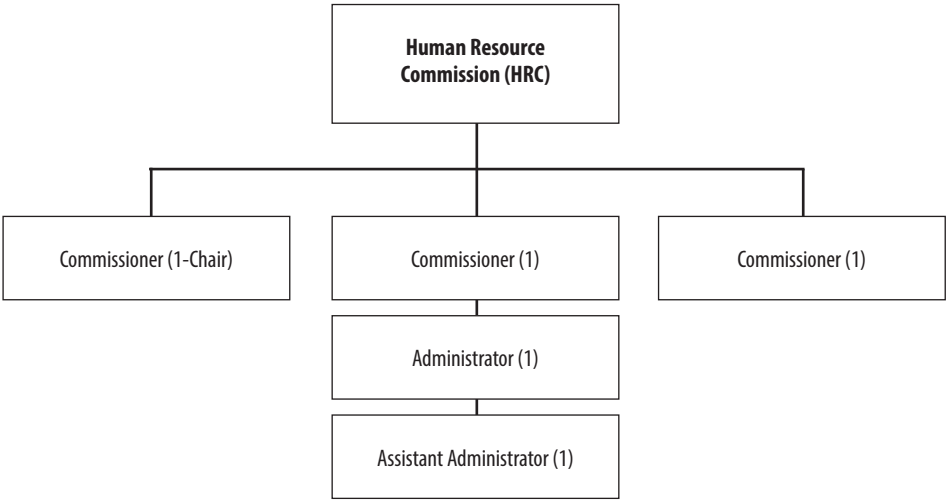 Human Resource
Commission (HRC)
Commissioner (1-Chair)
Commissioner (1)
Commissioner (1)
Administrator (1)
Assistant Administrator (1)